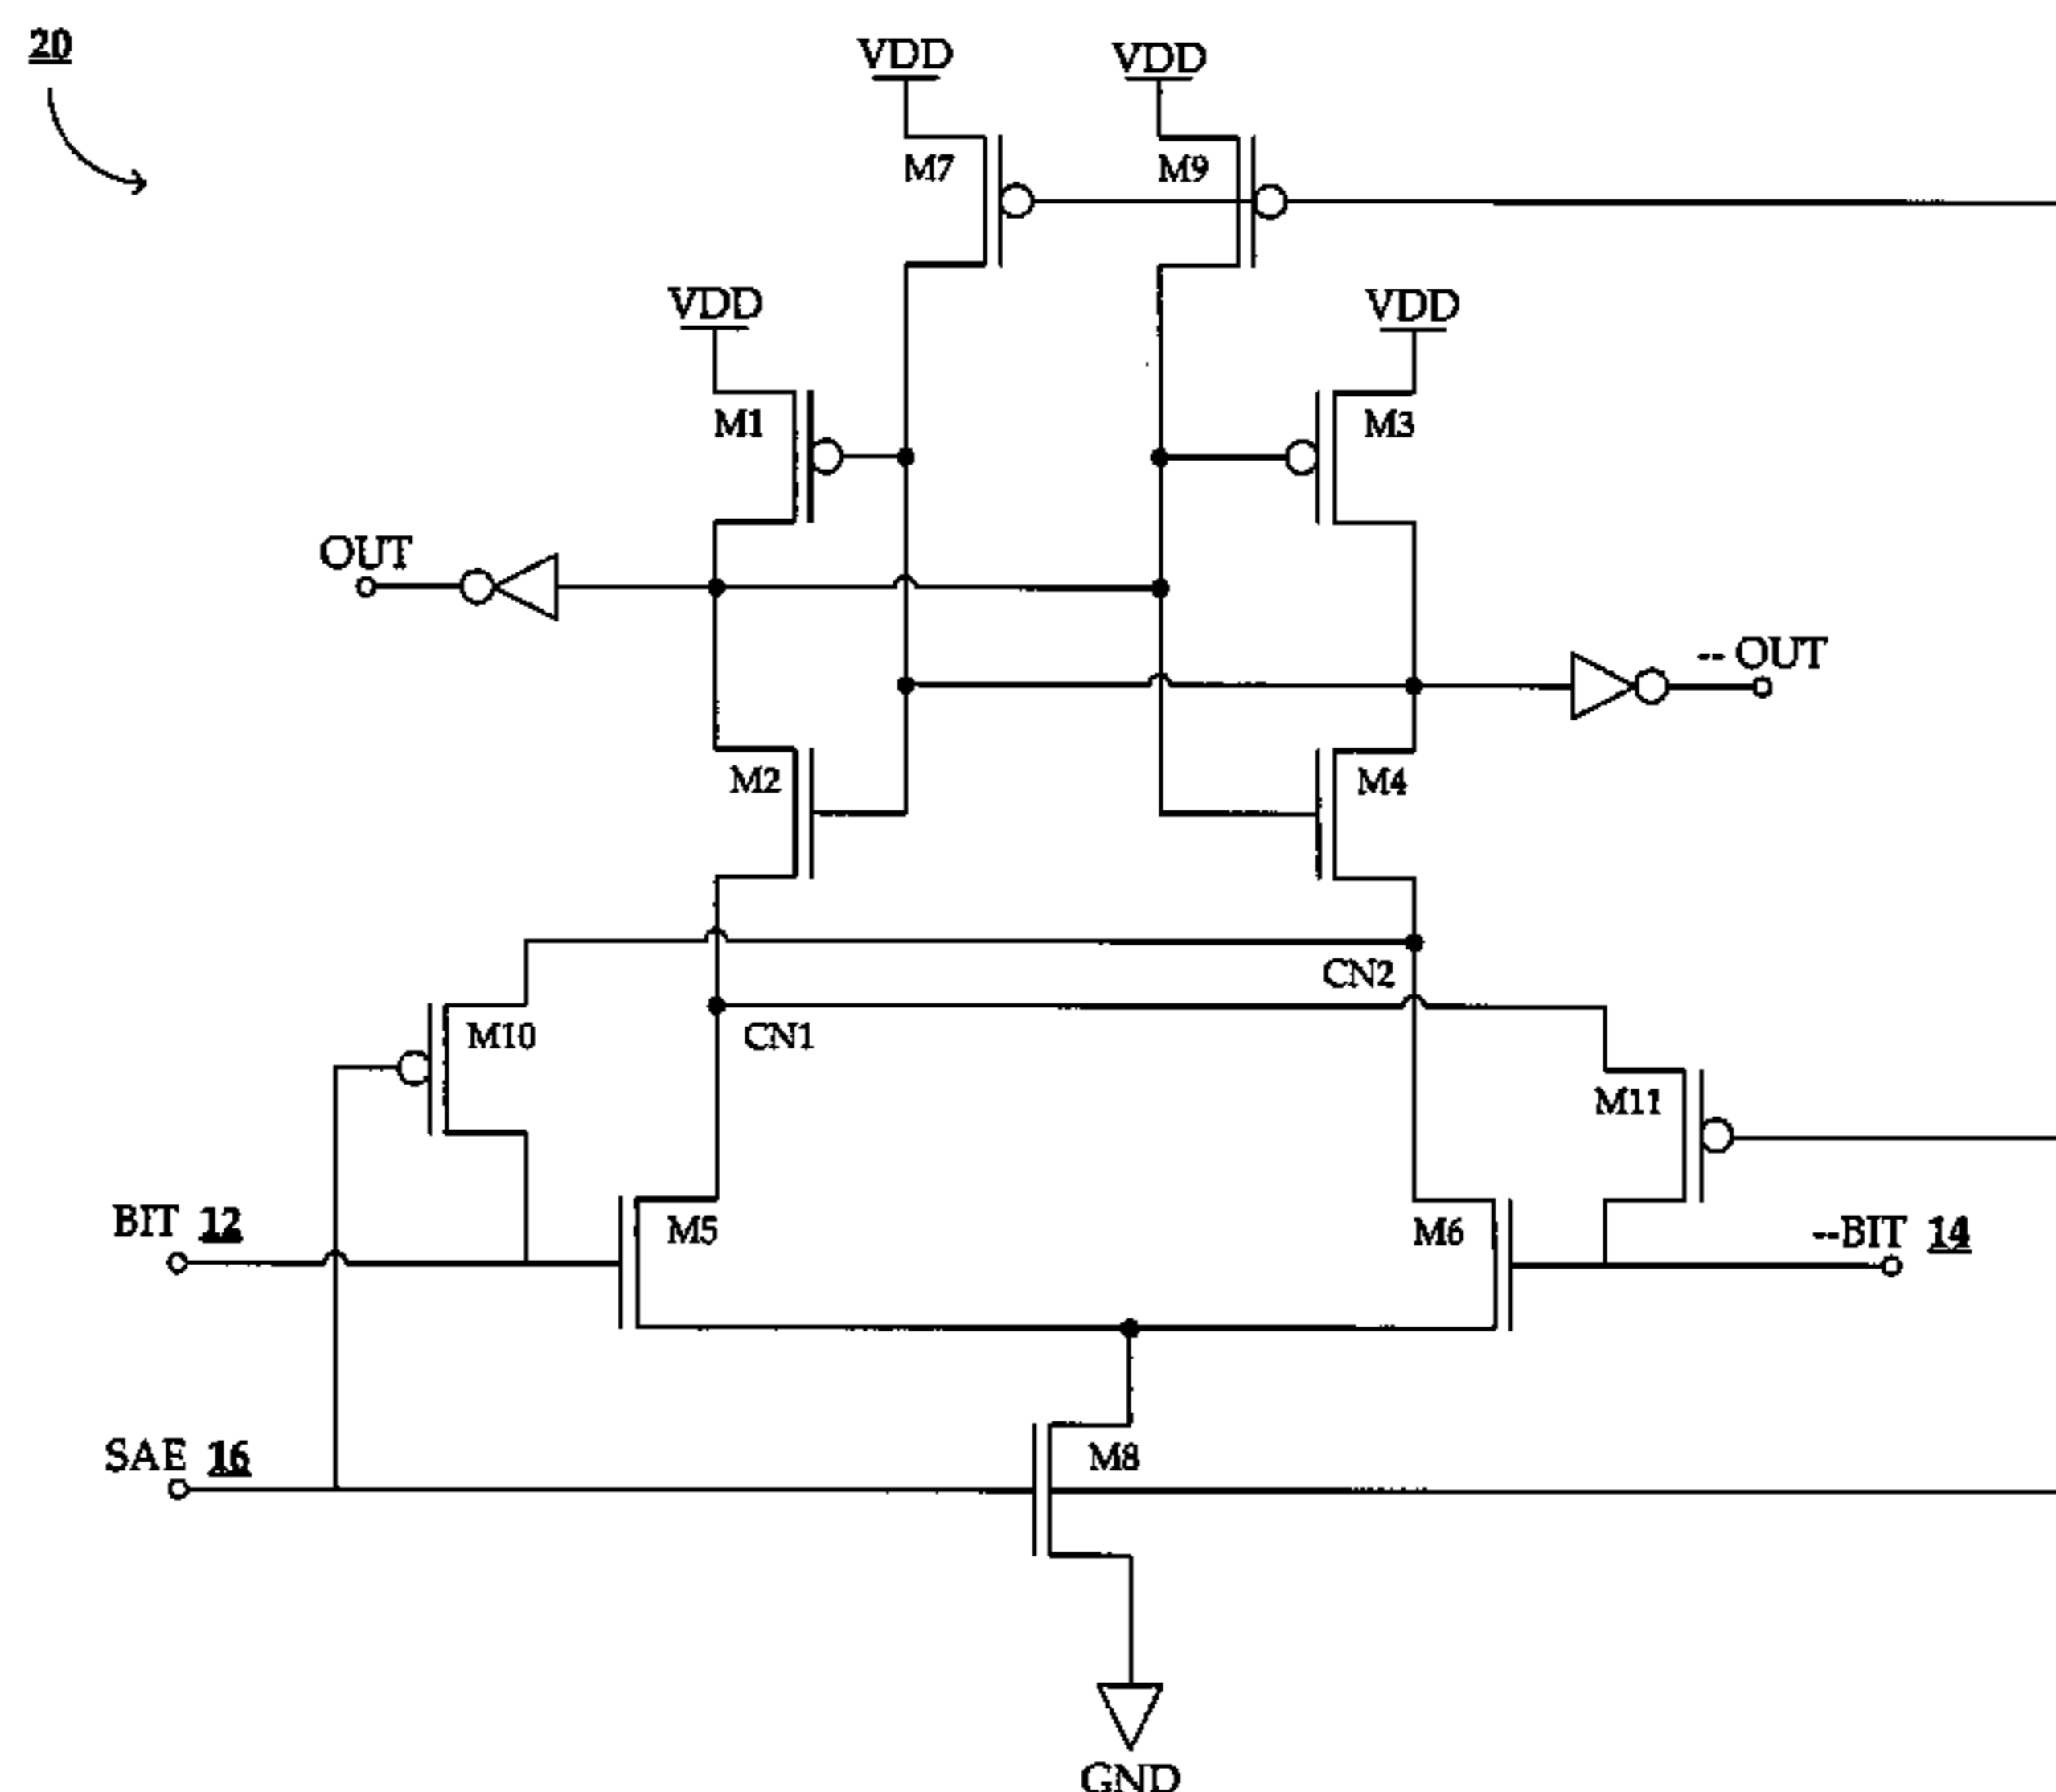 20
VDD
VDD
M7
M9
VDD
VDD
M1
M3
OUT
-- OUT
M2
M4
CN2
M10
CN1
M11
BIT 12
M5
M6
--BIT 14
SAE 16
M8
GND